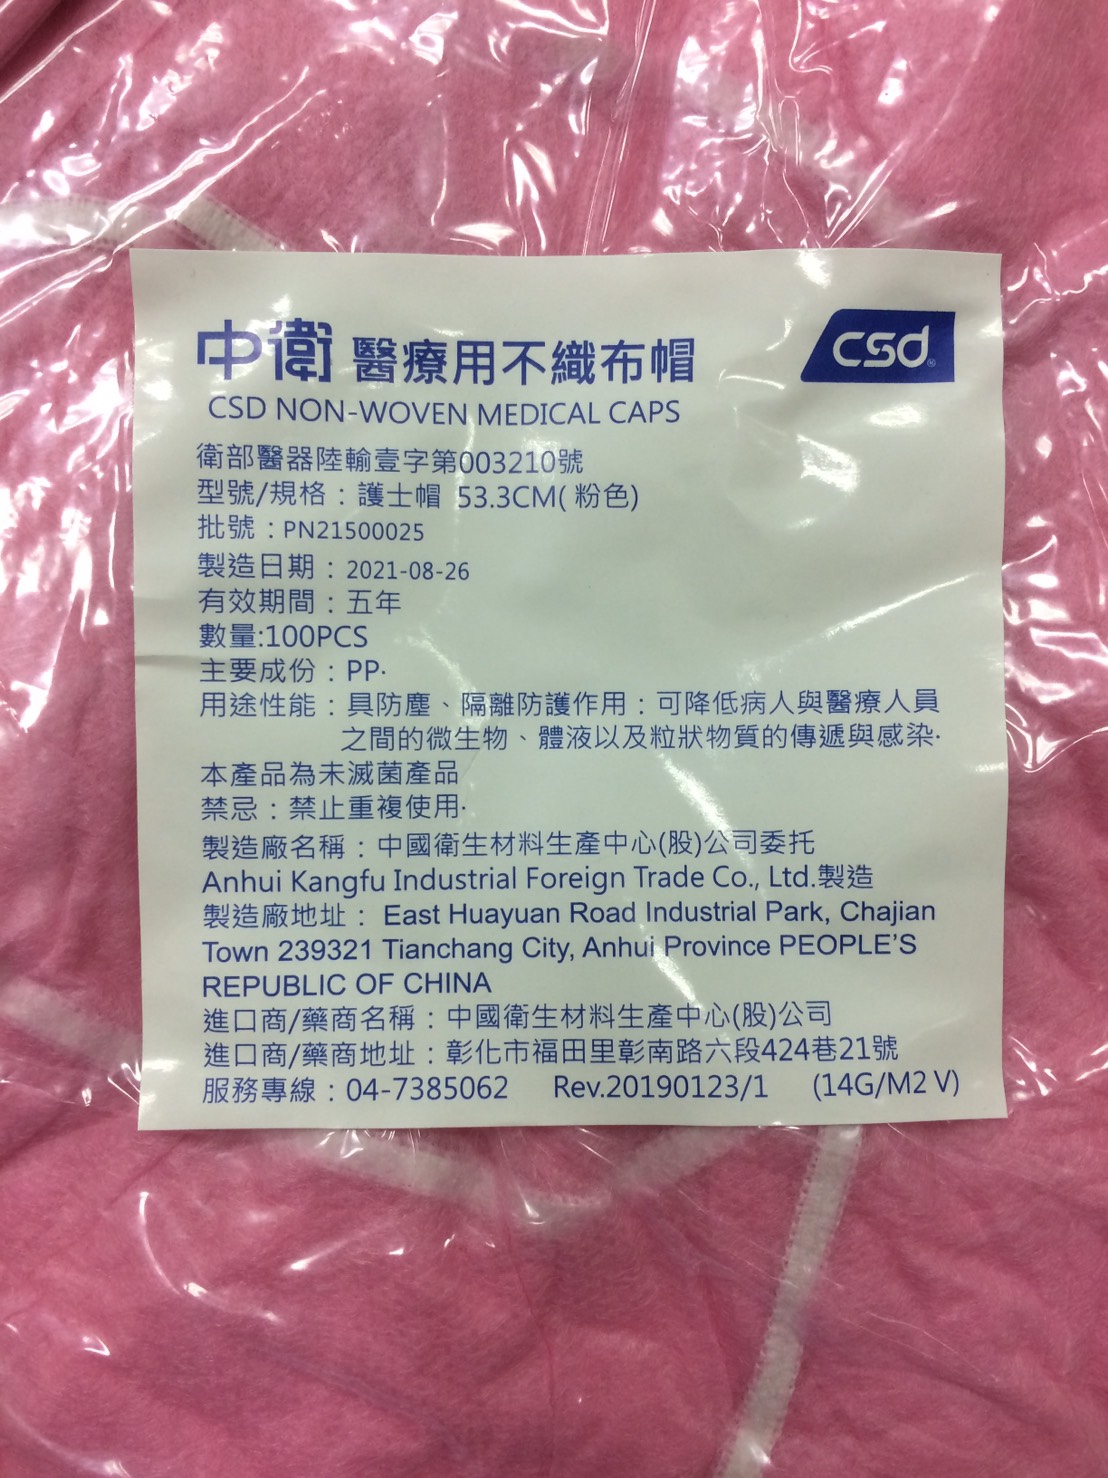 中衛 醫療用不織布帽
csd®
CSD NON-WOVEN MEDICAL CAPS
衛部醫器陸輸壹字第003210號
型號/規格：護士帽 53.3CM(粉色)
批號：PN21500025
製造日期：2021-08-26
有效期間：五年
數量:100PCS
主要成份：PP.
用途性能：具防塵、隔離防護作用：可降低病人與醫療人員
之間的微生物、體液以及粒狀物質的傳遞與感染.
本產品為未滅菌產品
禁忌：禁止重複使用.
製造廠名稱：中國衛生材料生產中心(股)公司委托
Anhui Kangfu Industrial Foreign Trade Co., Ltd.製造
製造廠地址：East Huayuan Road Industrial Park, Chajian
Town 239321 Tianchang City, Anhui Province PEOPLE'S
REPUBLIC OF CHINA
進口商/藥商名稱：中國衛生材料生產中心(股)公司
進口商/藥商地址：彰化市福田里彰南路六段424巷21號
服務專線：04-7385062 Rev.20190123/1 (14G/M2 V)